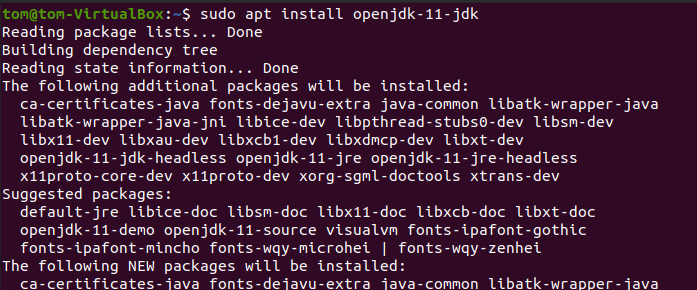 tom@tom-VirtualBox:~$ sudo apt install openjdk-11-jdk
Reading package lists... Done
Building dependency tree
Reading state information... Done
The following additional packages will be installed:
  ca-certificates-java fonts-dejavu-extra java-common libatk-wrapper-java
  libatk-wrapper-java-jni libice-dev libpthread-stubs0-dev libsm-dev
  libx11-dev libxau-dev libxcb1-dev libxdmcp-dev libxt-dev
  openjdk-11-jdk-headless openjdk-11-jre openjdk-11-jre-headless
  x11proto-core-dev x11proto-dev xorg-sgml-doctools xtrans-dev
Suggested packages:
  default-jre libice-doc libsm-doc libx11-doc libxcb-doc libxt-doc
  openjdk-11-demo openjdk-11-source visualvm fonts-ipafont-gothic
  fonts-ipafont-mincho fonts-wqy-microhei | fonts-wqy-zenhei
The following NEW packages will be installed:
  ca-certificates-java fonts-dejavu-extra java-common libatk-wrapper-java